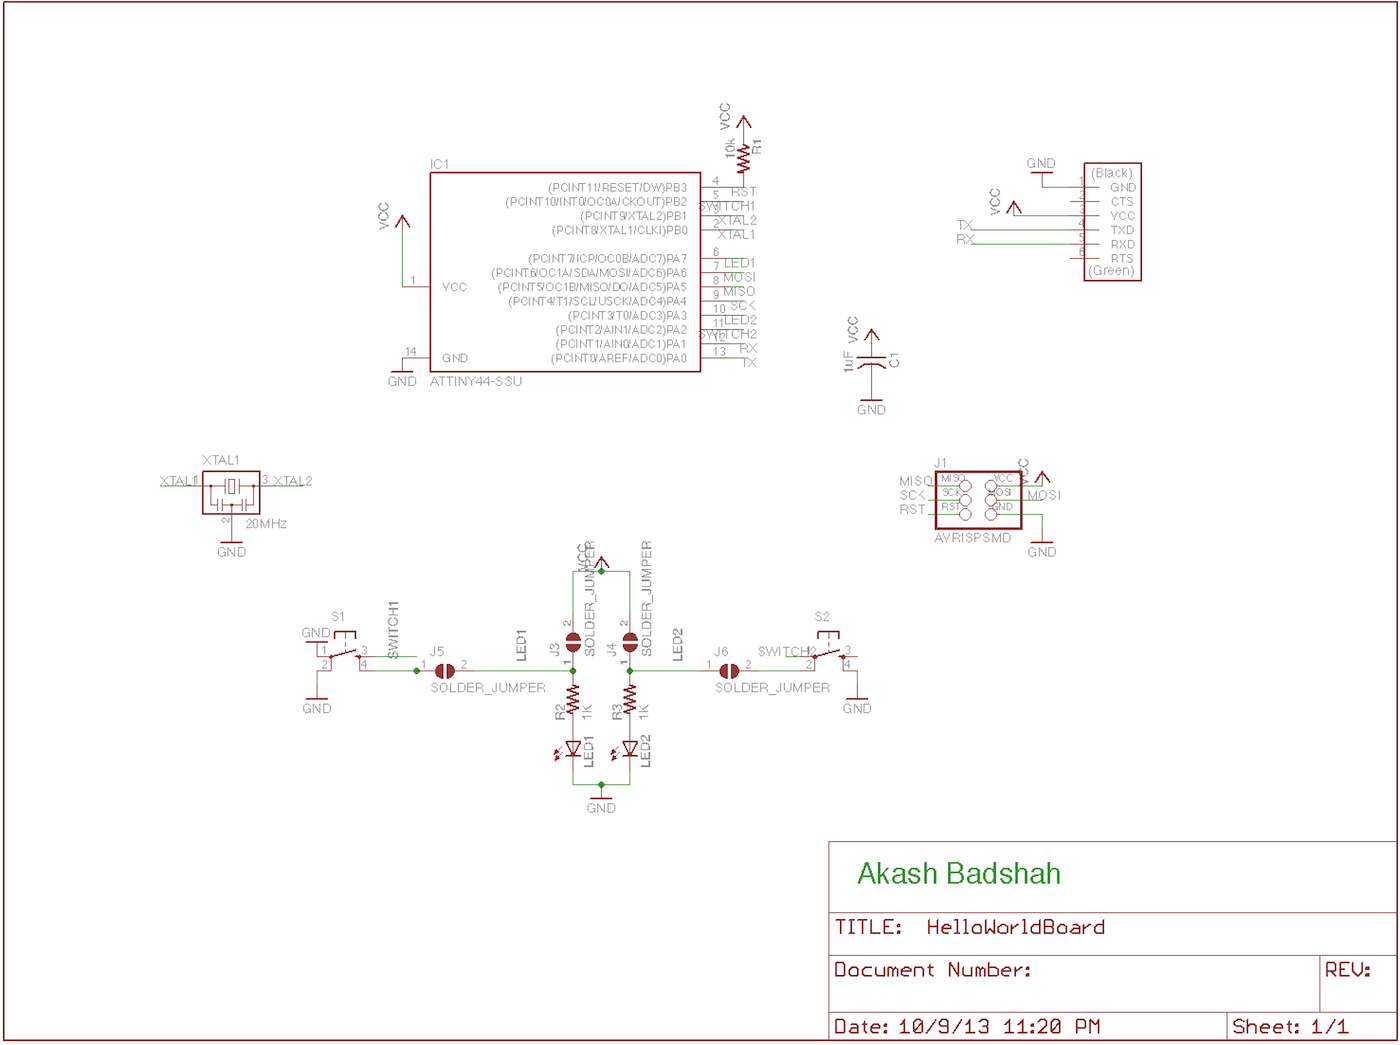 VCC
10k
R1
IC1
(PCINT11/RESET/DW)PB3 4 RST
(PCINT10/INT0/OC0A/CKOUT)PB2 5 SWITCH1
(PCINT9/XTAL2)PB1 3 XTAL2
(PCINT8/XTAL1/CLKI)PB0 2 XTAL1
(PCINT7/ICP/OC0B/ADC7)PA7 6 LED1
(PCINT6/OC1A/SDA/MOSI/ADC6)PA6 7 MOSI
(PCINT5/OC1B/MISO/DO/ADC5)PA5 8 MISO
(PCINT4/T1/SCL/USCK/ADC4)PA4 9 SCK
(PCINT3/T0/ADC3)PA3 10 LED2
(PCINT2/AIN1/ADC2)PA2 11 SWITCH2
(PCINT1/AIN0/ADC1)PA1 12 RX
(PCINT0/AREF/ADC0)PA0 13 TX
VCC
1 VCC
14 GND
GND
ATTINY44-SSU
GND
(Black)
1 GND
2 CTS
VCC
3 VCC
TX 4 TXD
RX 5 RXD
6 RTS
(Green)
VCC
1uF
C1
GND
XTAL1
XTAL1 1 3 XTAL2
2
20MHz
GND
J1
VCC
MISO MISO VCC
SCK SCK MOSI MOSI
RST RST GND
AVRISPSMD
GND
VCC
SOLDER_JUMPER
SOLDER_JUMPER
S1
GND
1 3
2 4
SWITCH1
GND
J5
1 2
SOLDER_JUMPER
LED1
J3
2
1
J4
2
1
LED2
J6
1 2
SOLDER_JUMPER
S2
SWITCH2
1 3
2 4
GND
R2
1K
R3
1K
LED1
LED2
GND
Akash Badshah
TITLE: HelloWorldBoard
Document Number:
REV:
Date: 10/9/13 11:20 PM
Sheet: 1/1